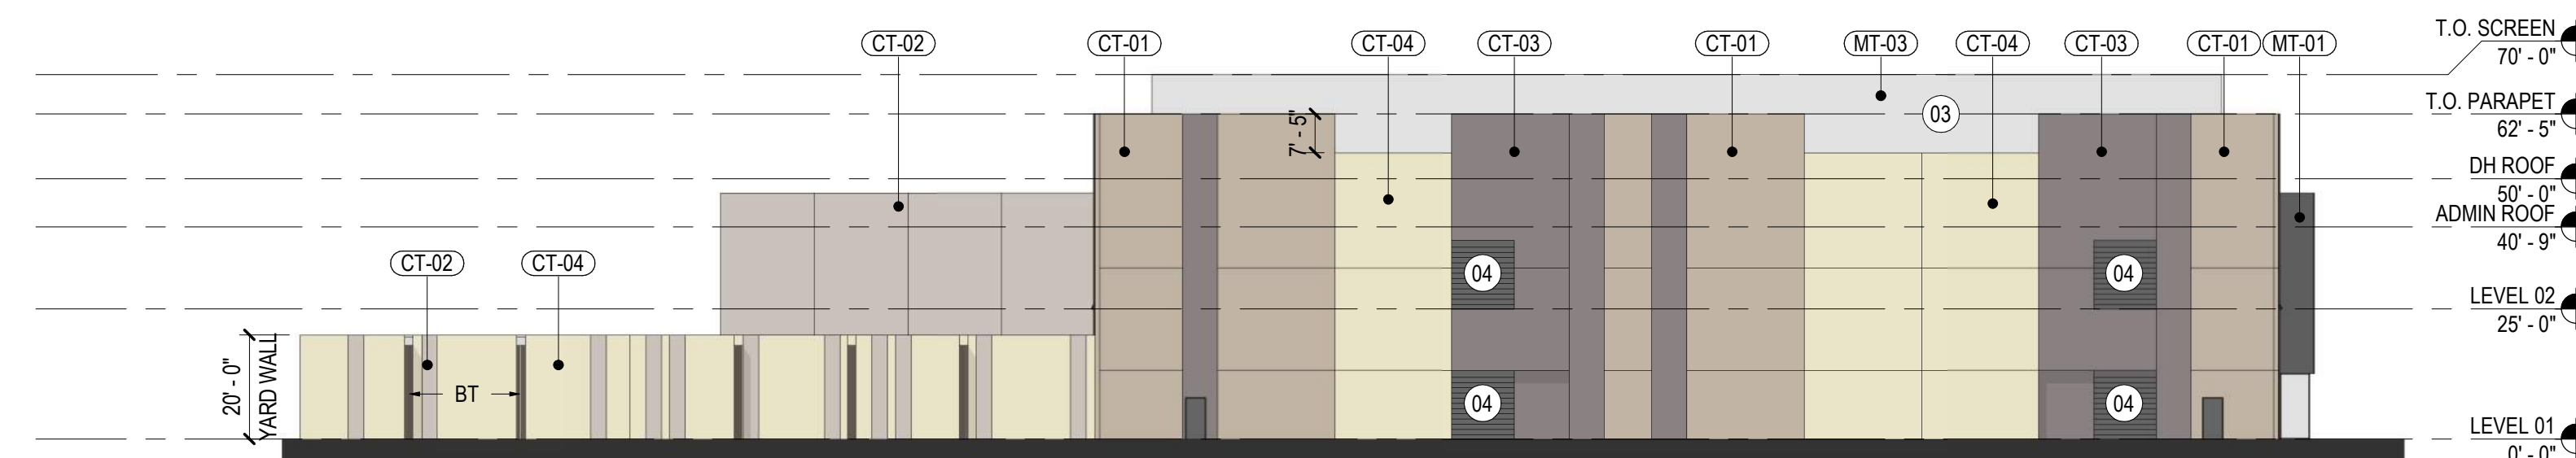 CT-02
CT-01
CT-04
CT-03
CT-01
MT-03
CT-04
CT-03
CT-01
MT-01
T.O. SCREEN
70' - 0"
T.O. PARAPET
62' - 5"
03
7' - 5"
DH ROOF
50' - 0"
ADMIN ROOF
40' - 9"
CT-02
CT-04
04
04
LEVEL 02
25' - 0"
20' - 0"
YARD WALL
BT
04
04
LEVEL 01
0' - 0"